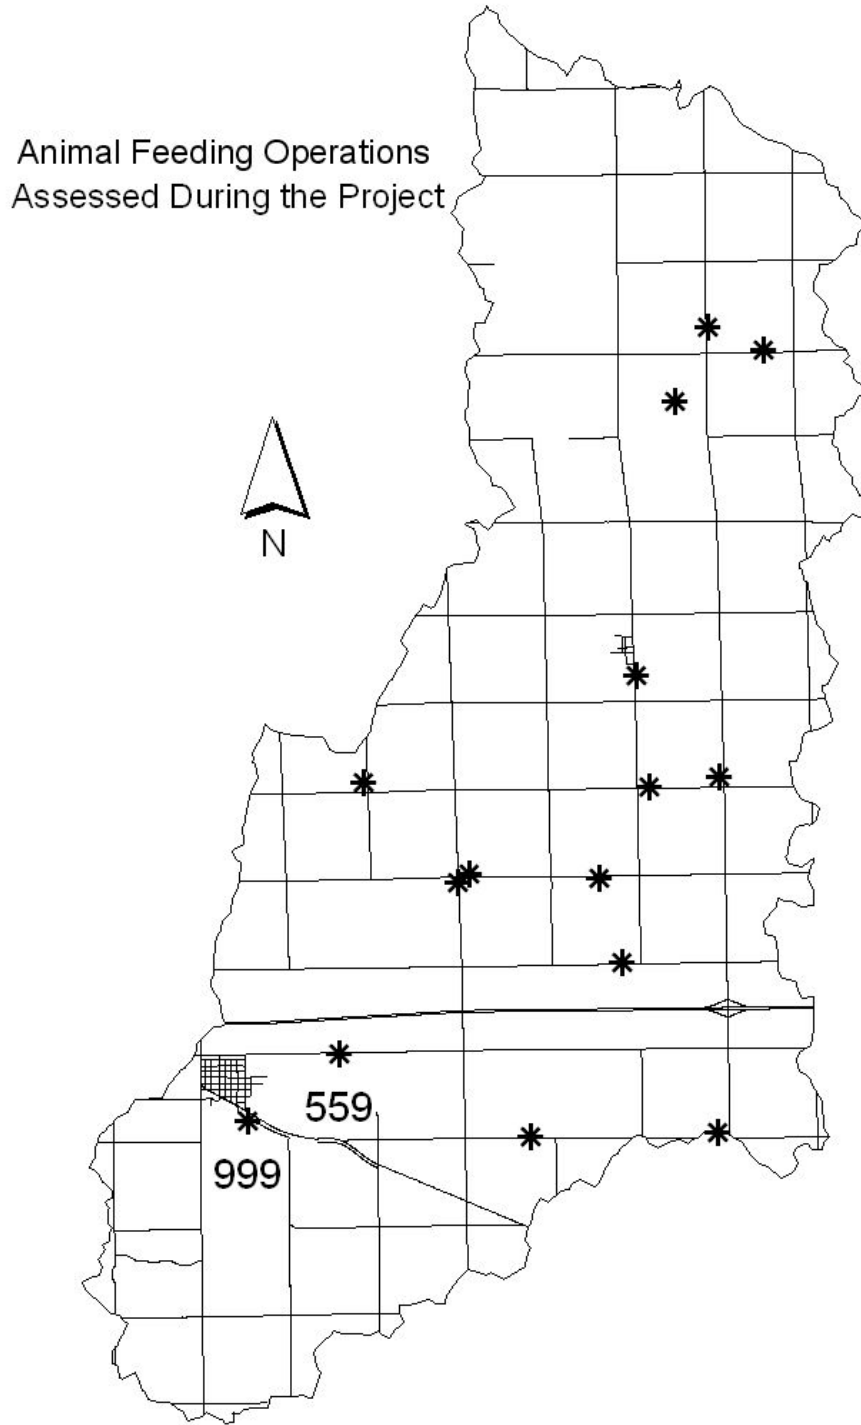 Animal Feeding Operations
Assessed During the Project
N
559
999